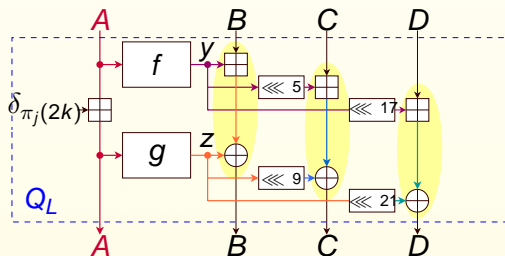 A B C D
f y
⋘ 5
δπj(2k) ⋘ 17
g z
⋘ 9
QL ⋘ 21
A B C D